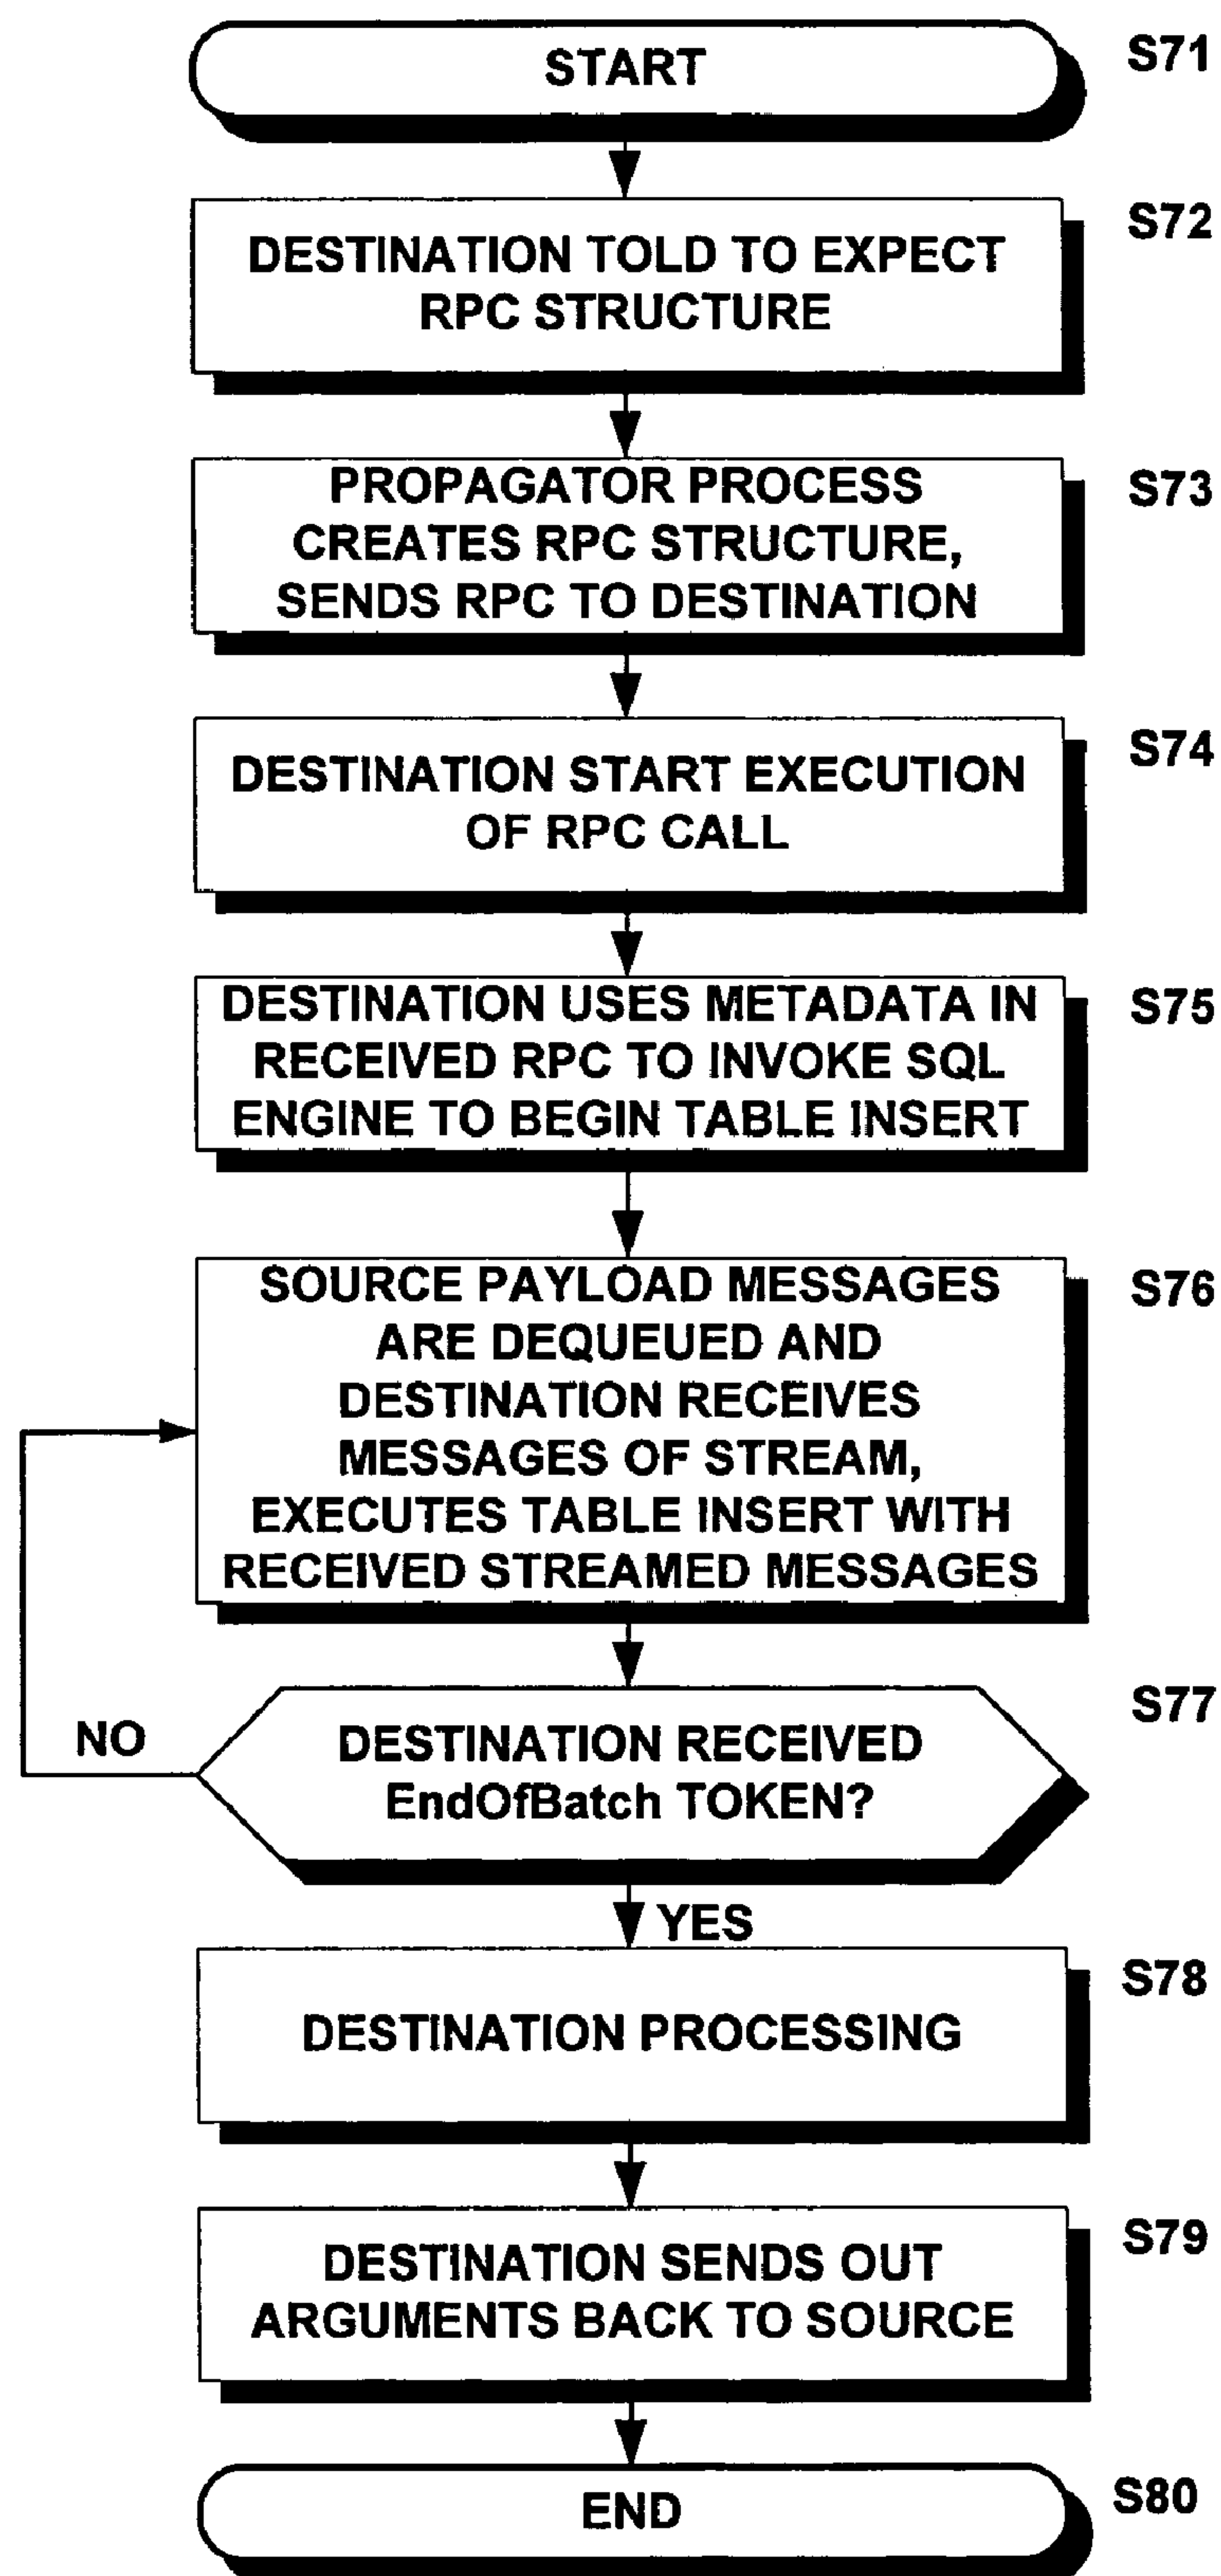 START
S71
DESTINATION TOLD TO EXPECT
RPC STRUCTURE
S72
PROPAGATOR PROCESS
CREATES RPC STRUCTURE,
SENDS RPC TO DESTINATION
S73
DESTINATION START EXECUTION
OF RPC CALL
S74
DESTINATION USES METADATA IN
RECEIVED RPC TO INVOKE SQL
ENGINE TO BEGIN TABLE INSERT
S75
SOURCE PAYLOAD MESSAGES
ARE DEQUEUED AND
DESTINATION RECEIVES
MESSAGES OF STREAM,
EXECUTES TABLE INSERT WITH
RECEIVED STREAMED MESSAGES
S76
DESTINATION RECEIVED
EndOfBatch TOKEN?
S77
NO
YES
DESTINATION PROCESSING
S78
DESTINATION SENDS OUT
ARGUMENTS BACK TO SOURCE
S79
END
S80